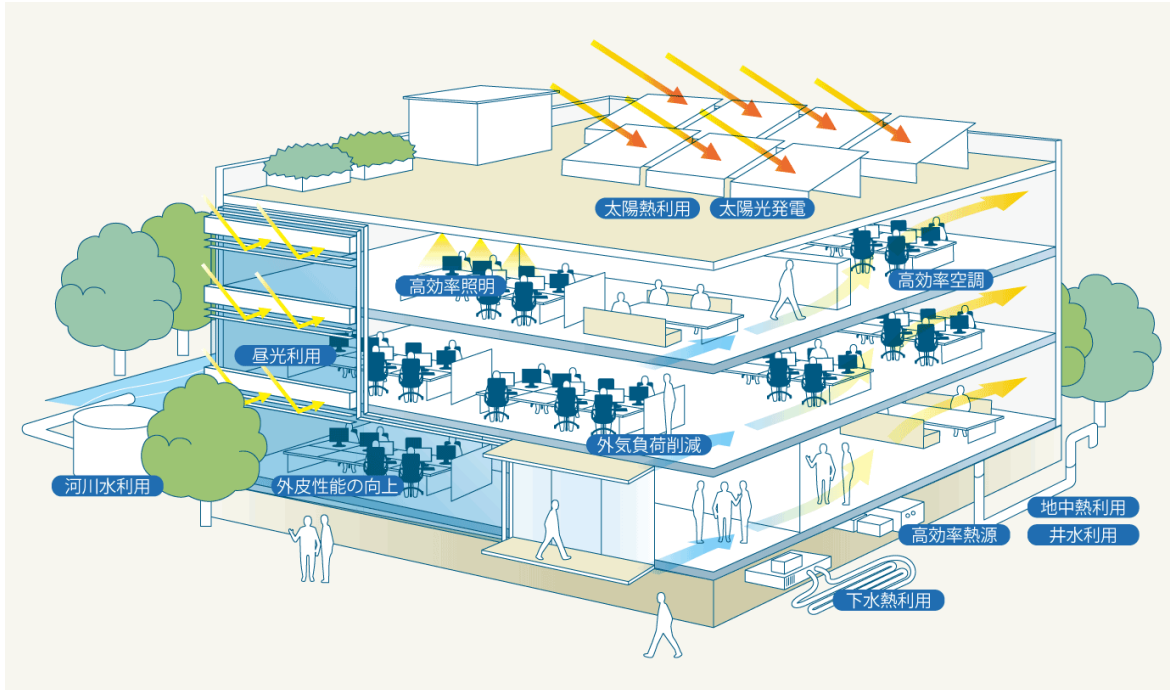 太陽熱利用
太陽光発電
高効率照明
高効率空調
昼光利用
外気負荷削減
河川水利用
外皮性能の向上
地中熱利用
高効率熱源
井水利用
下水熱利用